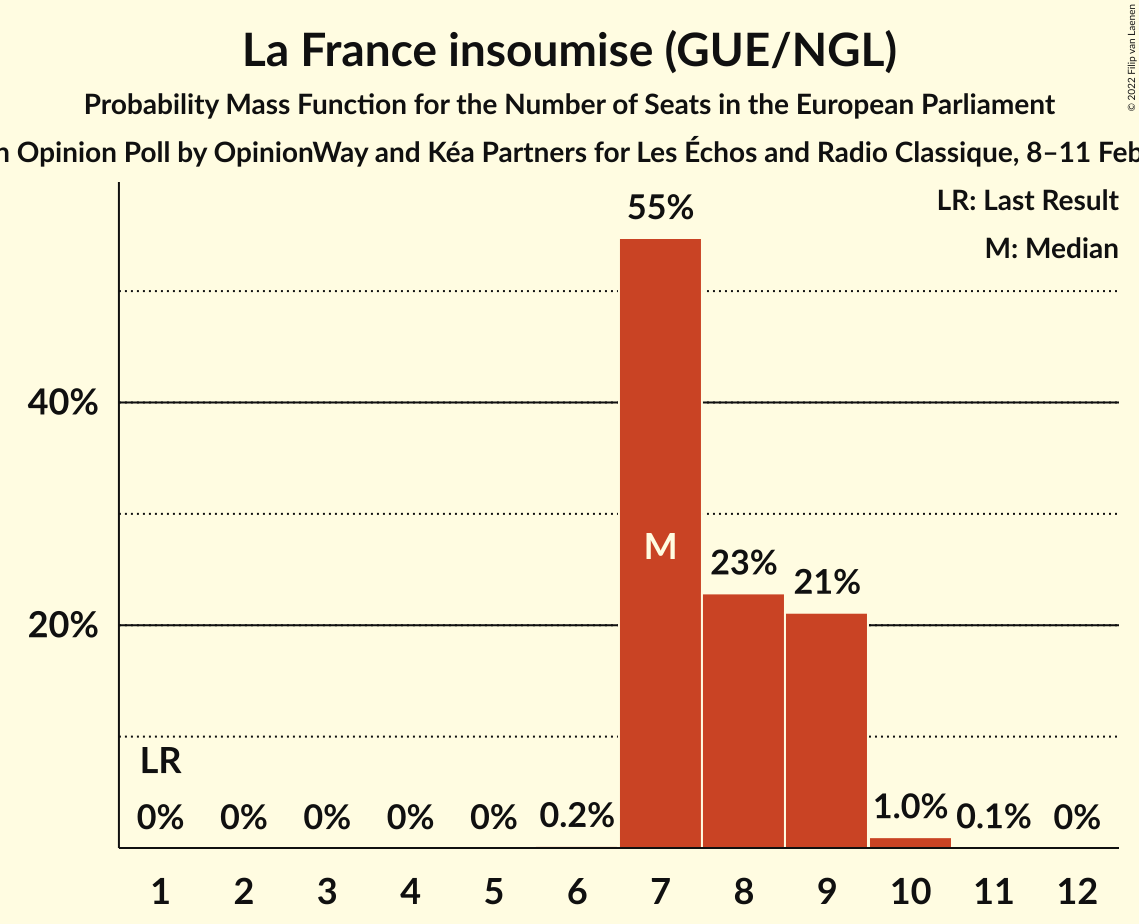 La France insoumise (GUE/NGL)
Probability Mass Function for the Number of Seats in the European Parliament
Opinion Poll by OpinionWay and Kéa Partners for Les Échos and Radio Classique, 8–11 Feb
© 2022 Filip van Laenen
LR: Last Result
M: Median
55%
40%
M
23%
21%
20%
LR
0% 0% 0% 0% 0% 0.2% 1.0% 0.1% 0%
1 2 3 4 5 6 7 8 9 10 11 12